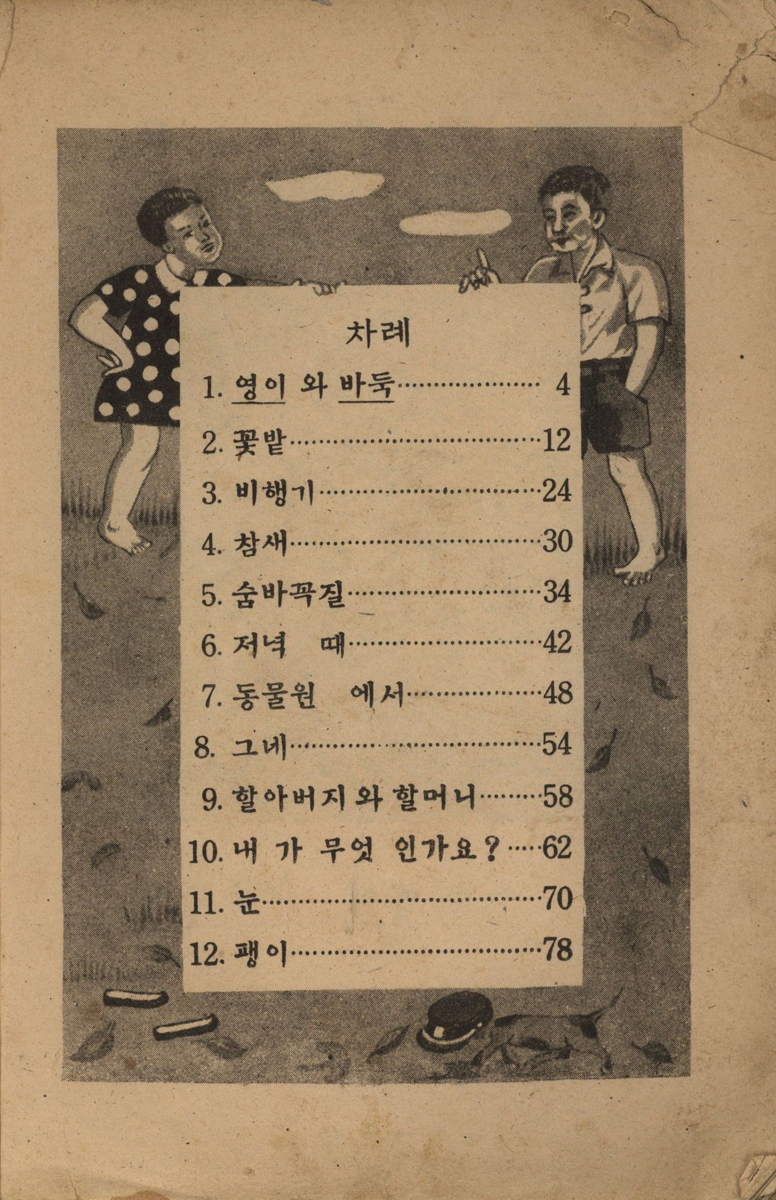 차례
1. 영이 와 바둑…………………… 4
2. 꽃밭……………………………12
3. 비행기…………………………24
4. 참새……………………………30
5. 숨바꼭질………………………34
6. 저녁 때………………………42
7. 동물원 에서………………48
8. 그네……………………………54
9. 할아버지 와 할머니………58
10. 내 가 무엇 인가요?……62
11. 눈………………………………70
12. 팽이……………………………78